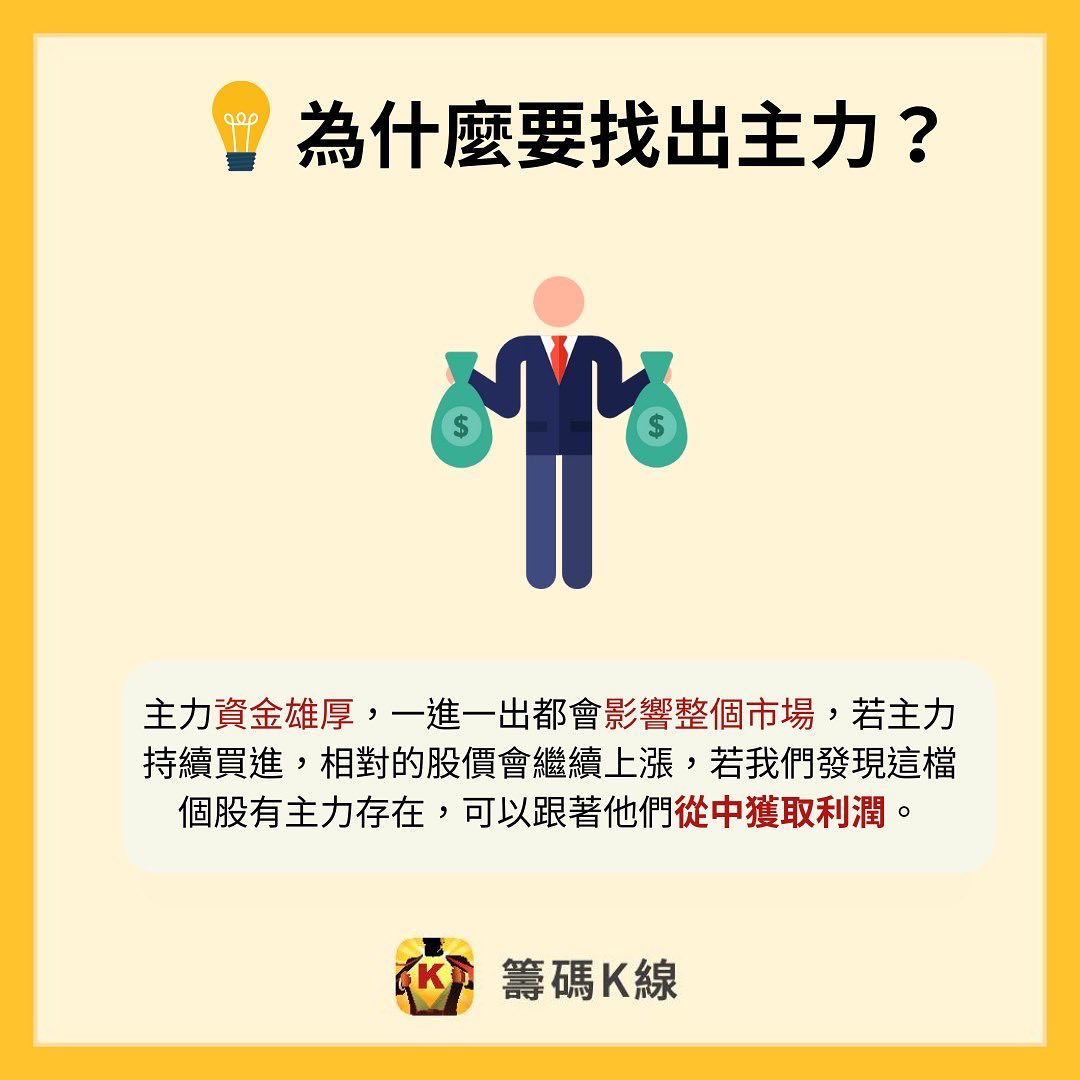 為什麼要找出主力？
$ $
主力資金雄厚，一進一出都會影響整個市場，若主力
持續買進，相對的股價會繼續上漲，若我們發現這檔
個股有主力存在，可以跟著他們從中獲取利潤。
K
籌碼K線